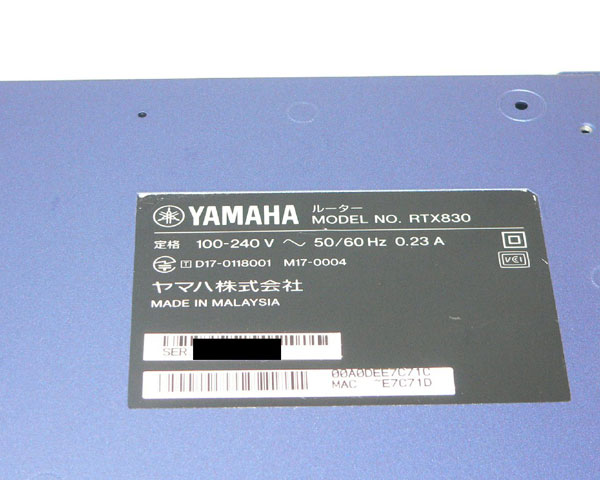 YAMAHA ルーター
MODEL NO. RTX830
定格 100-240 V ～ 50/60 Hz 0.23 A
T D17-0118001 M17-0004
VCI
ヤマハ株式会社
MADE IN MALAYSIA
SER
00A0DEE7C71C
MAC E7C71D